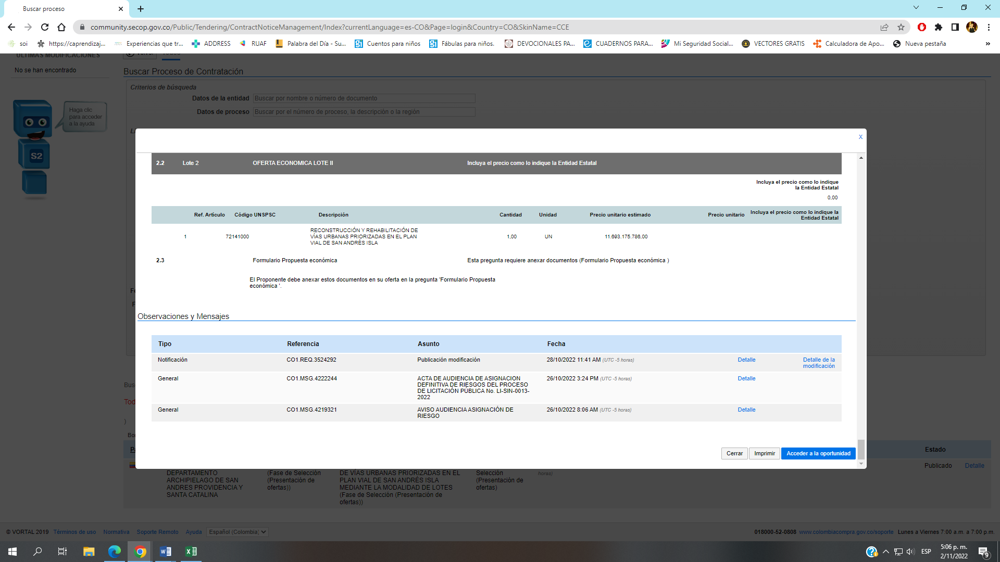 Buscar proceso
community.secop.gov.co/Public/Tendering/ContractNoticeManagement/Index?currentLanguage=es-CO&Page=login&Country=CO&SkinName=CCE
soi
https://caprendizaj...
Experiencias que tr...
ADDRESS
RUAF
Palabra del Día - Su...
Cuentos para niños
Fábulas para niños.
DEVOCIONALES PA...
CUADERNOS PARA...
Mi Seguridad Social...
VECTORES GRATIS
Calculadora de Apo...
Nueva pestaña
ÚLTIMAS MODIFICACIONES
Volver
Todos
No se han encontrado
Buscar Proceso de Contratación
Criterios de búsqueda
Datos de la entidad
Buscar por nombre o número de documento
Datos de proceso
Buscar por el número de proceso, la descripción o la región
Haga clic
para acceder
a la ayuda
S2
X
2.2 Lote 2 OFERTA ECONOMICA LOTE II Incluya el precio como lo indique la Entidad Estatal
Incluya el precio como lo indique
la Entidad Estatal
0,00
Ref. Artículo Código UNSPSC Descripción Cantidad Unidad Precio unitario estimado Precio unitario Incluya el precio como lo indique la
Entidad Estatal
RECONSTRUCCIÓN Y REHABILITACIÓN DE
1 72141000 VÍAS URBANAS PRIORIZADAS EN EL PLAN 1,00 UN 11.693.175.786,00
VIAL DE SAN ANDRÉS ISLA
2.3 Formulario Propuesta económica Esta pregunta requiere anexar documentos (Formulario Propuesta económica )
El Proponente debe anexar estos documentos en su oferta en la pregunta 'Formulario Propuesta
económica '.
Observaciones y Mensajes
Tipo Referencia Asunto Fecha
Notificación CO1.REQ.3524292 Publicación modificación 28/10/2022 11:41 AM (UTC -5 horas) Detalle Detalle de la
modificación
General CO1.MSG.4222244 ACTA DE AUDIENCIA DE ASIGNACION 26/10/2022 3:24 PM (UTC -5 horas) Detalle
DEFINITIVA DE RIESGOS DEL PROCESO
DE LICITACIÓN PÚBLICA No. LI-SIN-0013-
2022
General CO1.MSG.4219321 AVISO AUDIENCIA ASIGNACIÓN DE 26/10/2022 8:06 AM (UTC -5 horas) Detalle
RIESGO
Cerrar Imprimir Acceder a la oportunidad
Estado
Publicado Detalle
DEPARTAMENTO (Fase de Selección DE VÍAS URBANAS PRIORIZADAS EN EL Selección horas)
ARCHIPIELAGO DE SAN (Presentación de PLAN VIAL DE SAN ANDRÉS ISLA (Presentación de
ANDRES PROVIDENCIA Y ofertas)) MEDIANTE LA MODALIDAD DE LOTES ofertas)
SANTA CATALINA (Fase de Selección (Presentación de
ofertas))
© VORTAL 2019 Términos de uso Normativa Soporte Remoto Ayuda Español (Colombia)
018000-52-0808 www.colombiacompra.gov.co/soporte Lunes a Viernes 7:00 a.m. a 7:00 p.m.
ESP
5:06 p. m.
2/11/2022
9